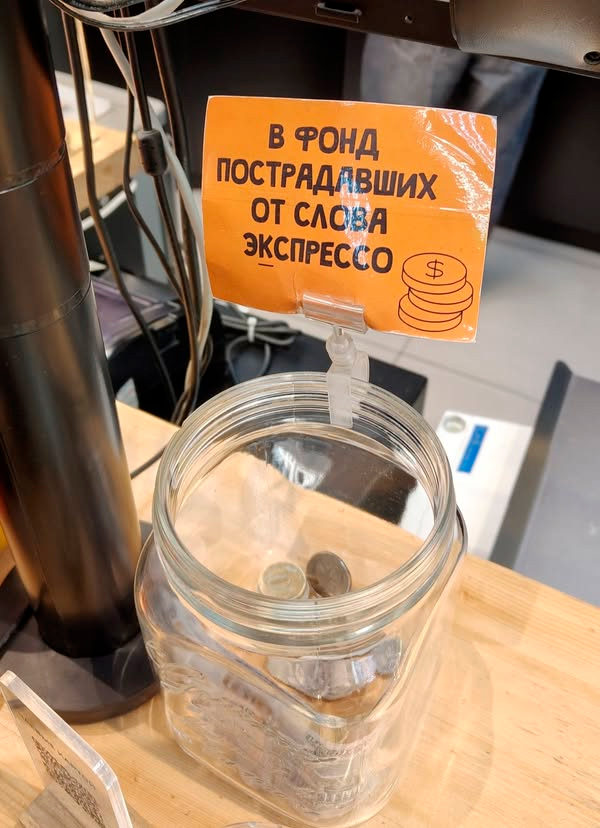 В ФОНД
ПОСТРАДАВШИХ
ОТ СЛОВА
ЭКСПРЕССО
$